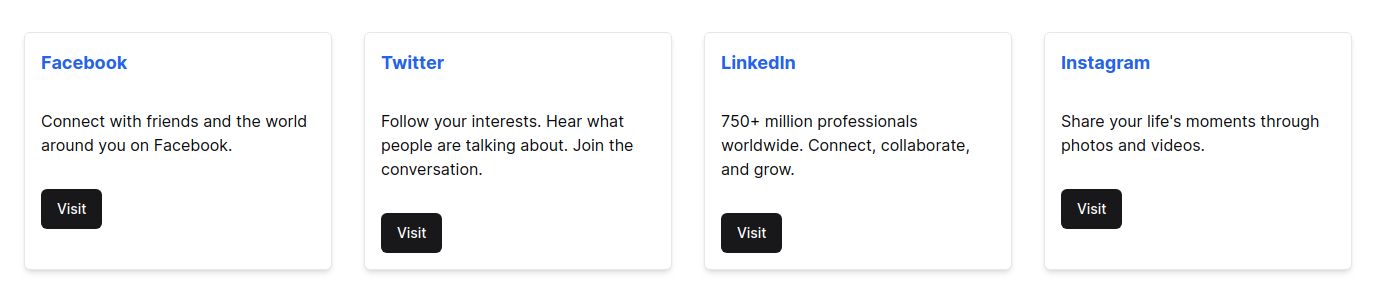 Facebook
Connect with friends and the world
around you on Facebook.
Visit
Twitter
Follow your interests. Hear what
people are talking about. Join the
conversation.
Visit
LinkedIn
750+ million professionals
worldwide. Connect, collaborate,
and grow.
Visit
Instagram
Share your life's moments through
photos and videos.
Visit